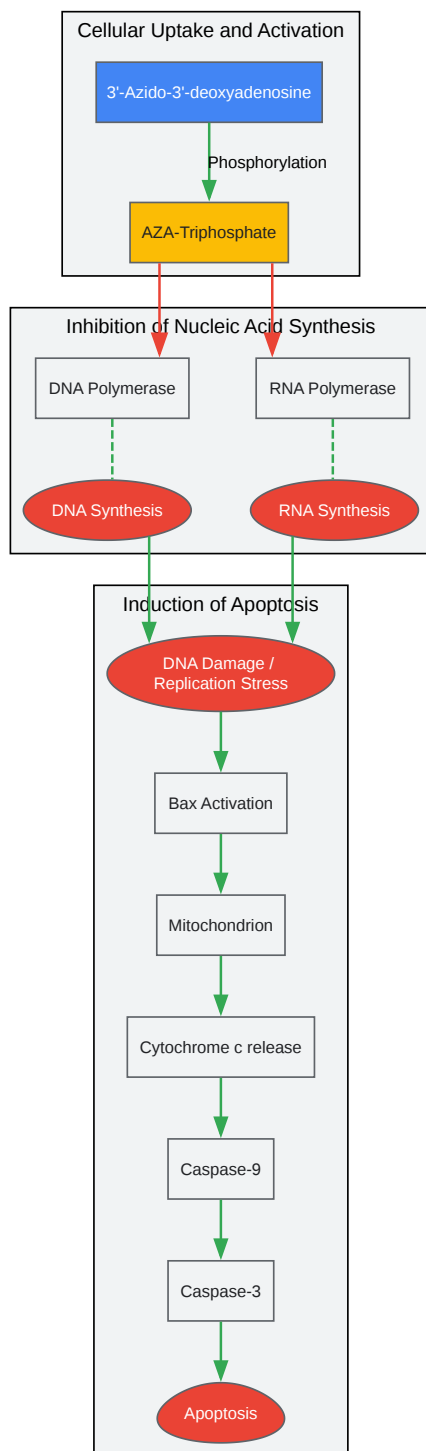 Cellular Uptake and Activation
3'-Azido-3'-deoxyadenosine
Phosphorylation
AZA-Triphosphate
Inhibition of Nucleic Acid Synthesis
DNA Polymerase
RNA Polymerase
DNA Synthesis
RNA Synthesis
Induction of Apoptosis
DNA Damage /
Replication Stress
Bax Activation
Mitochondrion
Cytochrome c release
Caspase-9
Caspase-3
Apoptosis